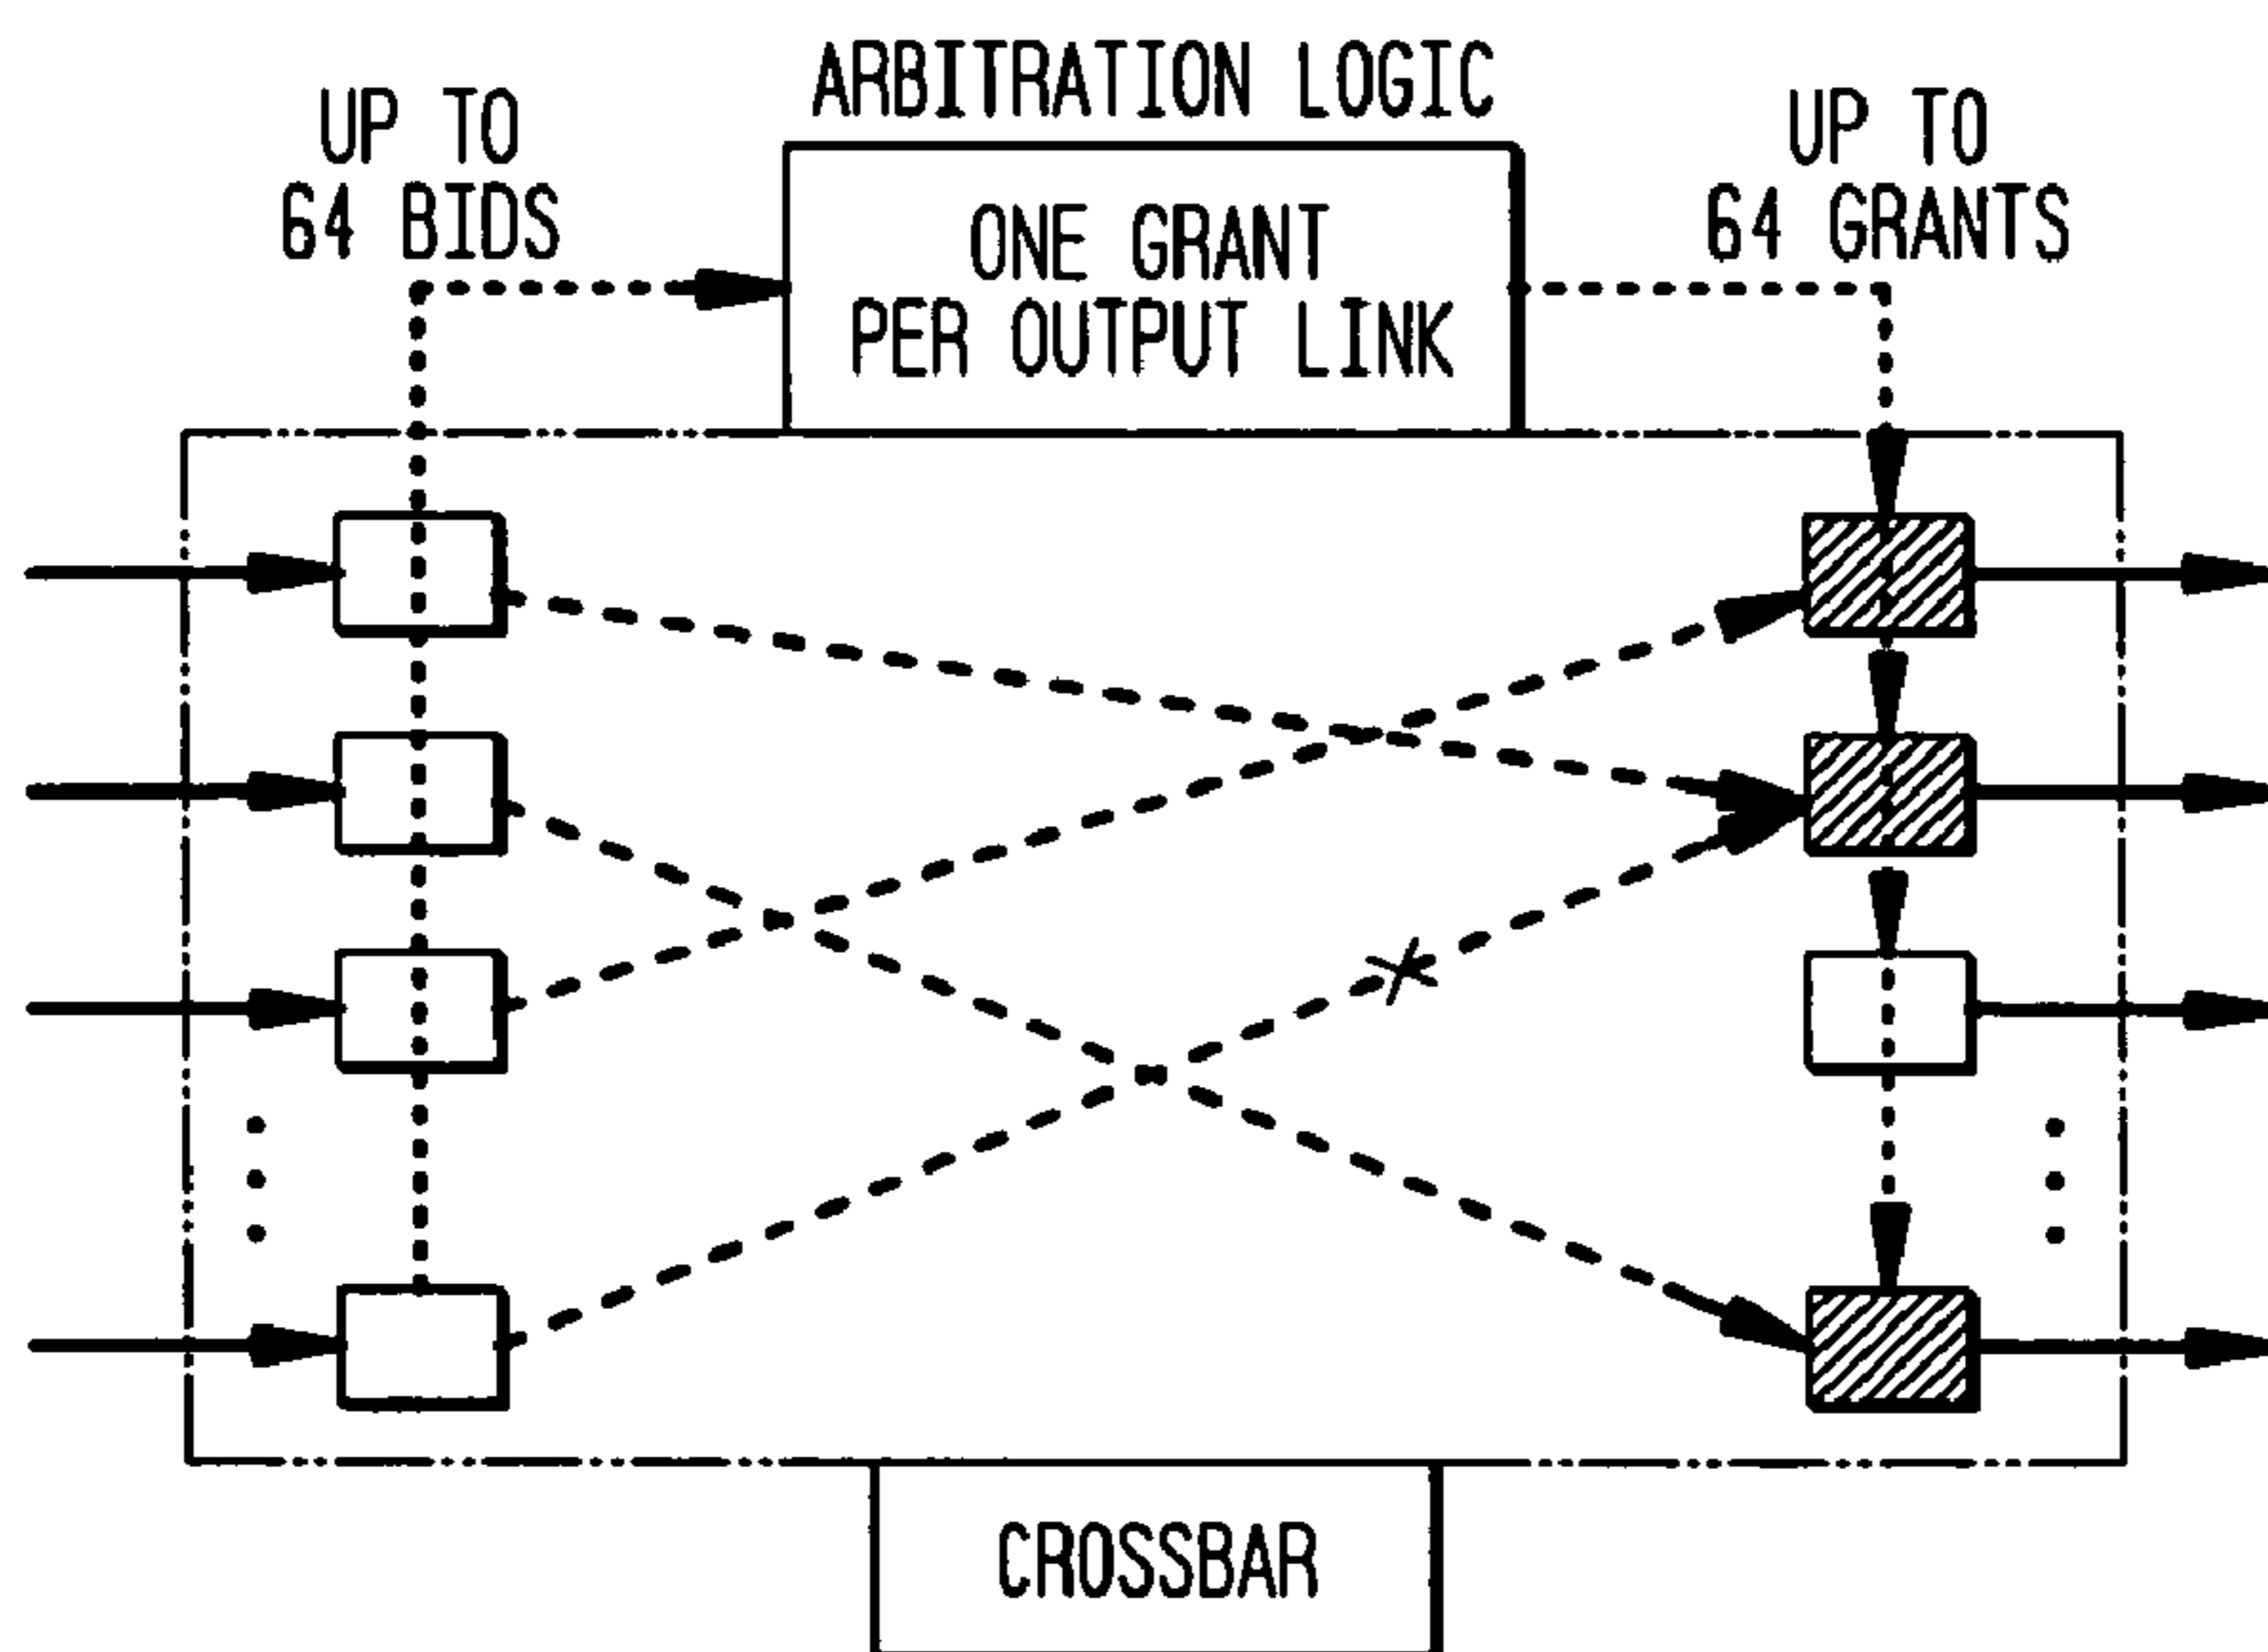 ARBITRATION LOGIC
UP TO
64 BIDS
ONE GRANT
PER OUTPUT LINK
UP TO
64 GRANTS
CROSSBAR